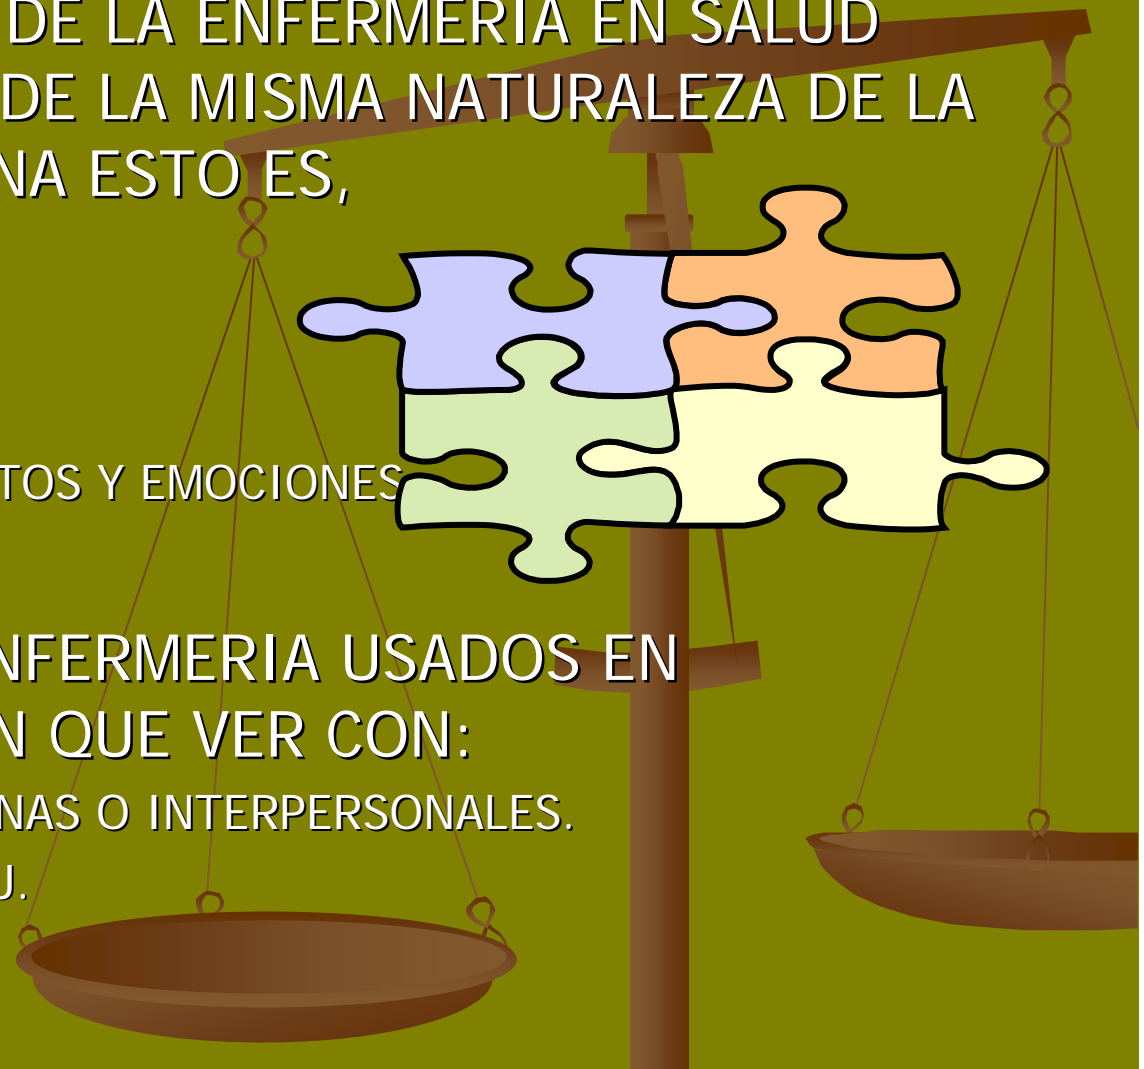 DE LA ENFERMERIA EN SALUD
DE LA MISMA NATURALEZA DE LA
NA ESTO ES,
TOS Y EMOCIONES
NFERMERIA USADOS EN
N QUE VER CON:
NAS O INTERPERSONALES.
U.